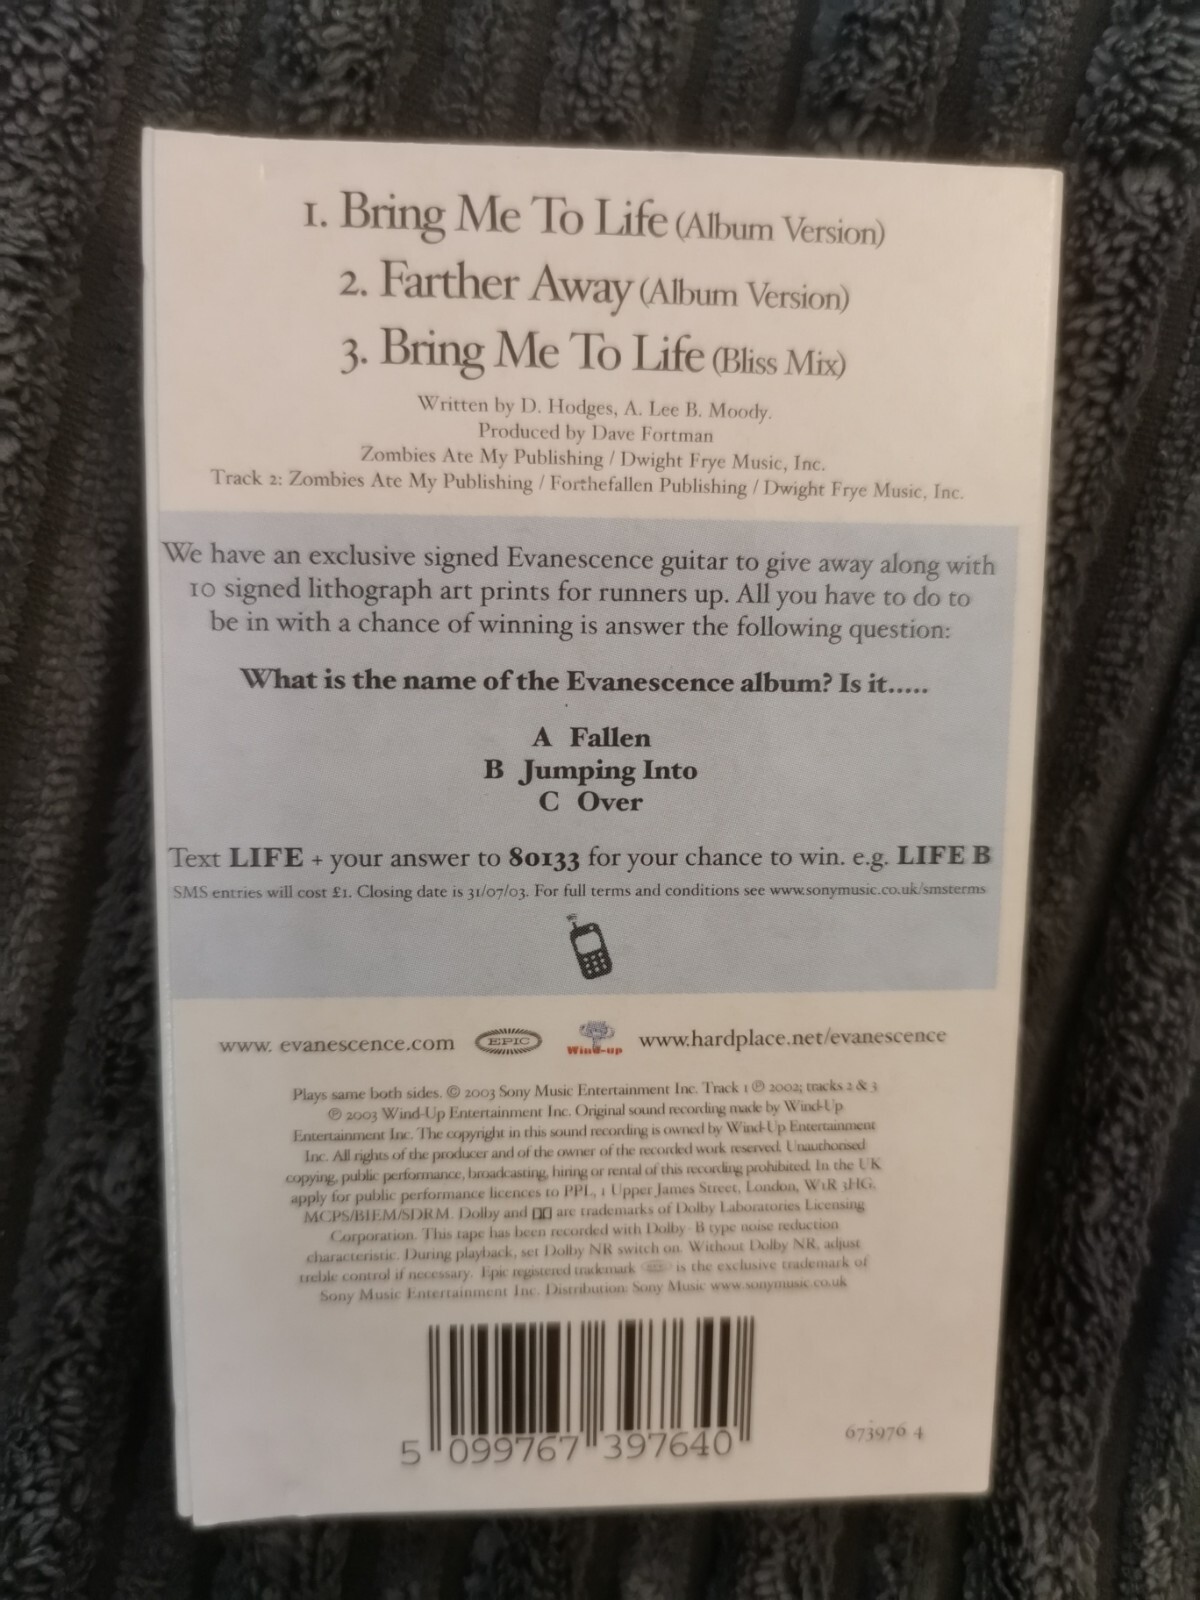 1. Bring Me To Life (Album Version)
2. Farther Away (Album Version)
3. Bring Me To Life (Bliss Mix)
Written by D. Hodges, A. Lee B. Moody.
Produced by Dave Fortman
Zombies Ate My Publishing / Dwight Frye Music, Inc.
Track 2: Zombies Ate My Publishing / Forthefallen Publishing / Dwight Frye Music, Inc.
We have an exclusive signed Evanescence guitar to give away along with
10 signed lithograph art prints for runners up. All you have to do to
be in with a chance of winning is answer the following question:
What is the name of the Evanescence album? Is it.....
A Fallen
B Jumping Into
C Over
Text LIFE + your answer to 80133 for your chance to win. e.g. LIFE B
SMS entries will cost £1. Closing date is 31/07/03. For full terms and conditions see www.sonymusic.co.uk/smsterms
www. evanescence.com EPIC Wind-up www.hardplace.net/evanescence
Plays same both sides. © 2003 Sony Music Entertainment Inc. Track 1 ℗ 2002; tracks 2 & 3
℗ 2003 Wind-Up Entertainment Inc. Original sound recording made by Wind-Up
Entertainment Inc. The copyright in this sound recording is owned by Wind-Up Entertainment
Inc. All rights of the producer and of the owner of the recorded work reserved. Unauthorised
copying, public performance, broadcasting, hiring or rental of this recording prohibited. In the UK
apply for public performance licences to PPL, 1 Upper James Street, London, W1R 3HG.
MCPS/BIEM/SDRM. Dolby and are trademarks of Dolby Laboratories Licensing
Corporation. This tape has been recorded with Dolby B type noise reduction
characteristic. During playback, set Dolby NR switch on. Without Dolby NR, adjust
treble control if necessary. Epic registered trademark is the exclusive trademark of
Sony Music Entertainment Inc. Distribution: Sony Music www.sonymusic.co.uk
5 099767 397640
673976 4